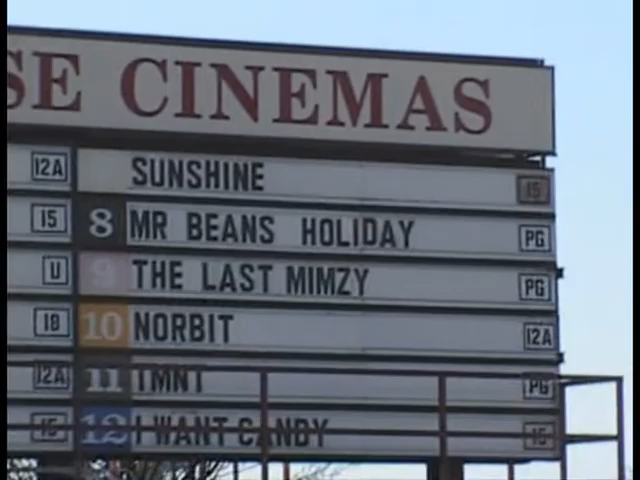 SE CINEMAS
12A SUNSHINE 15
15 8 MR BEANS HOLIDAY PG
U 9 THE LAST MIMZY PG
18 10 NORBIT 12A
12A 11 TMNT PG
15 12 I WANT CANDY 15